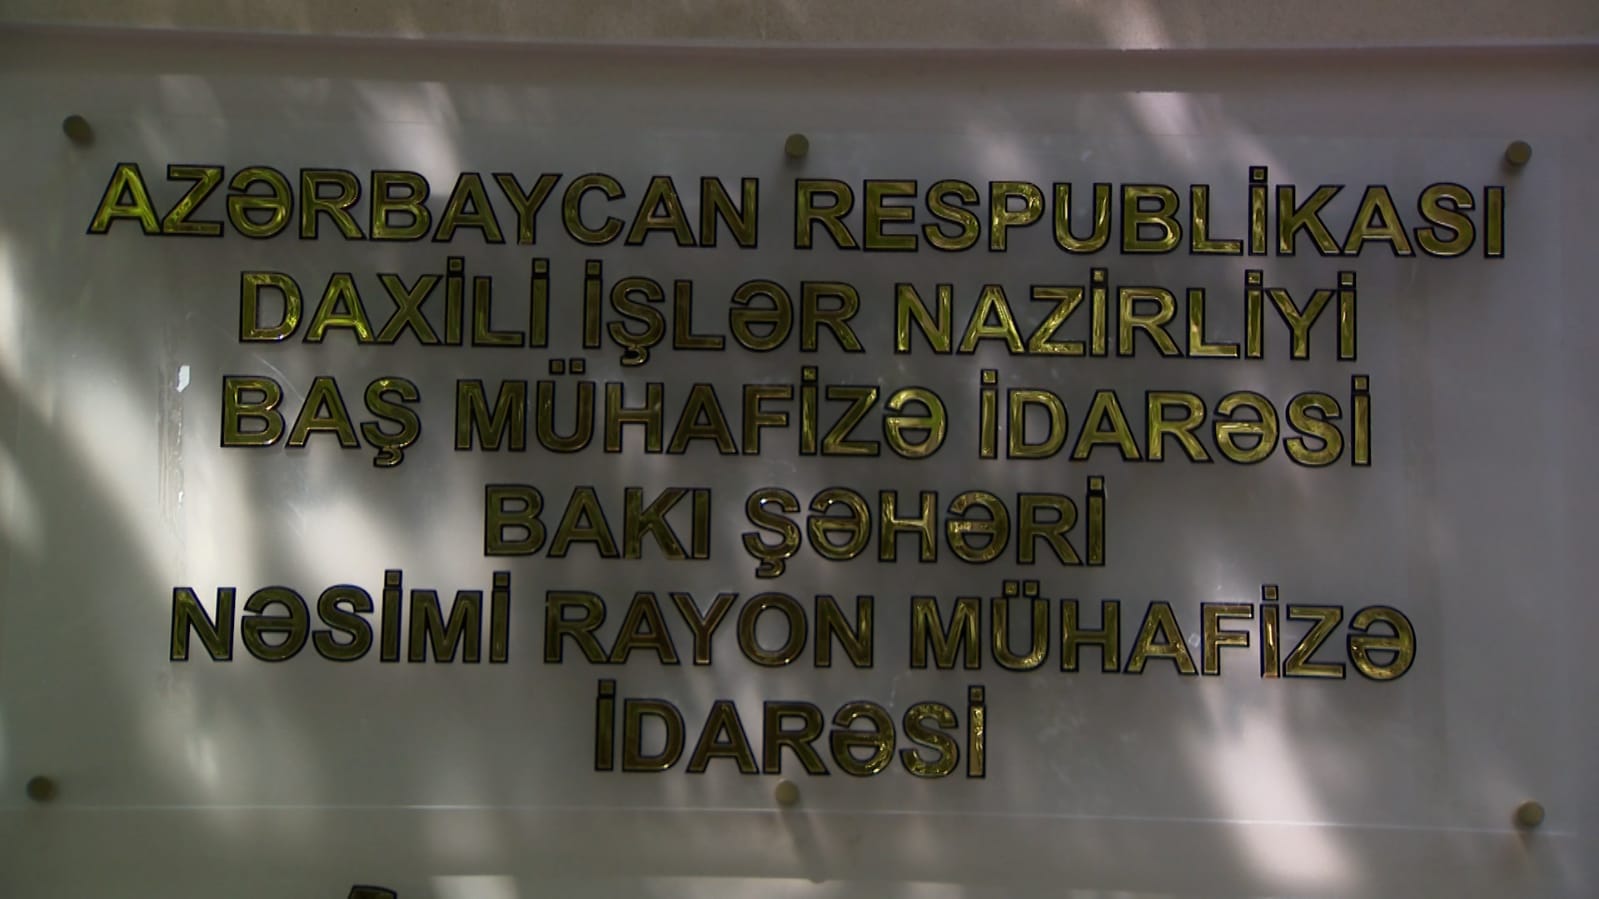 AZƏRBAYCAN RESPUBLİKASI
DAXİLİ İŞLƏR NAZİRLİYİ
BAŞ MÜHAFİZƏ İDARƏSİ
BAKI ŞƏHƏRİ
NƏSİMİ RAYON MÜHAFİZƏ
İDARƏSİ